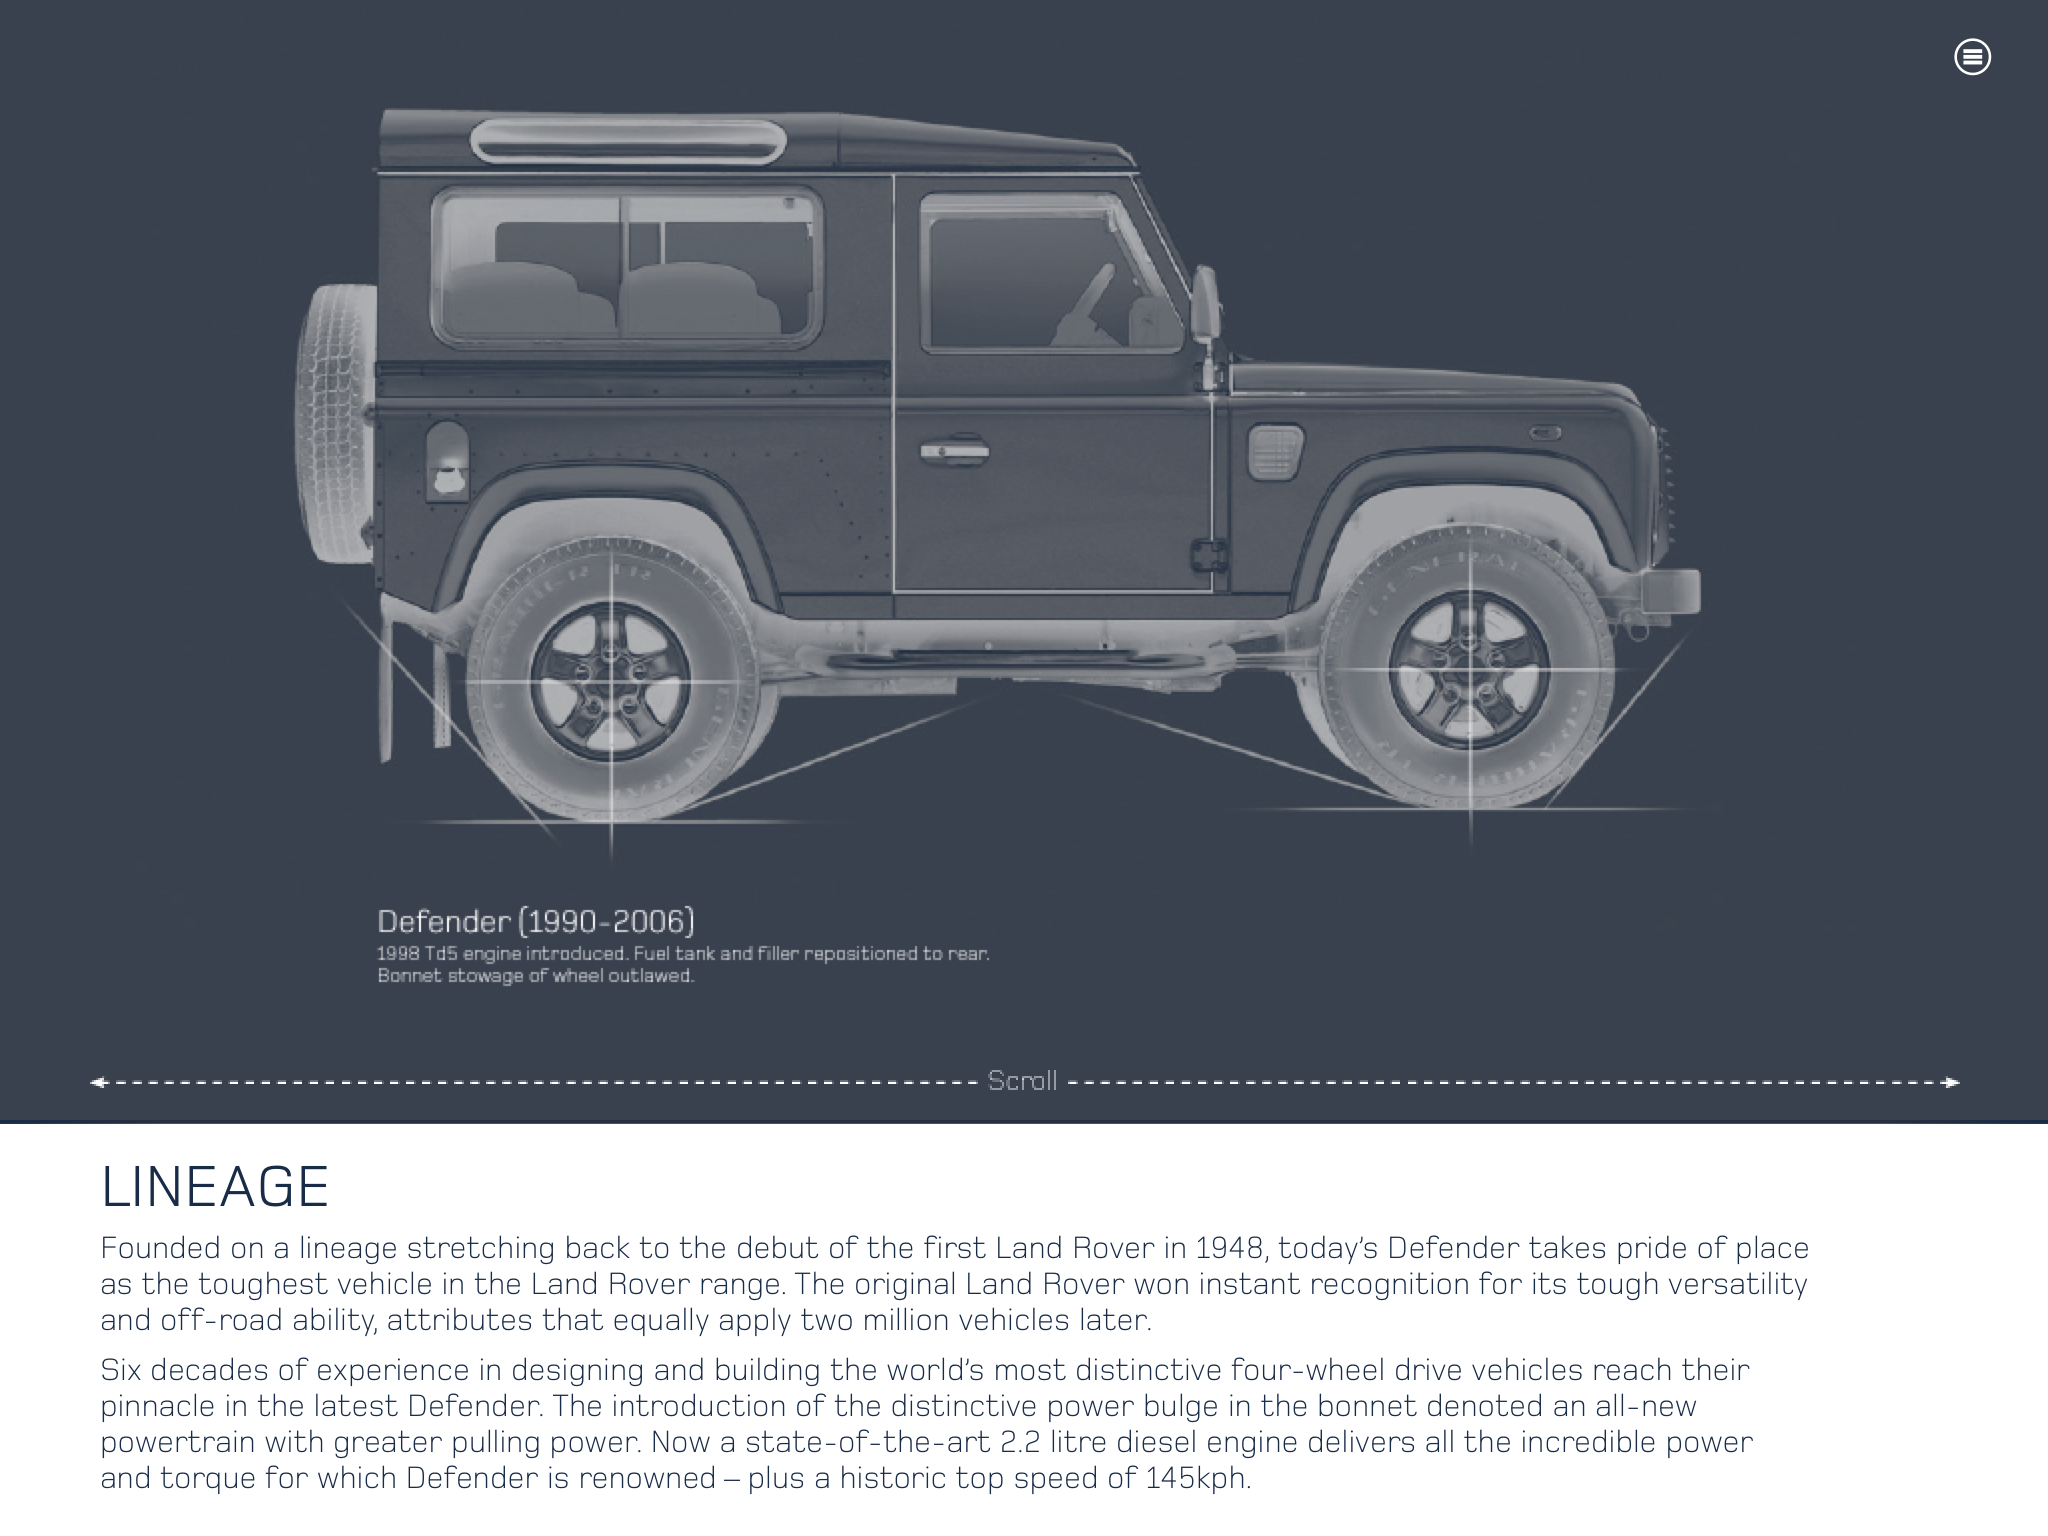 Defender (1990-2006)
1998 Td5 engine introduced. Fuel tank and filler repositioned to rear.
Bonnet stowage of wheel outlawed.
Scroll
LINEAGE
Founded on a lineage stretching back to the debut of the first Land Rover in 1948, today’s Defender takes pride of place
as the toughest vehicle in the Land Rover range. The original Land Rover won instant recognition for its tough versatility
and off-road ability, attributes that equally apply two million vehicles later.
Six decades of experience in designing and building the world’s most distinctive four-wheel drive vehicles reach their
pinnacle in the latest Defender. The introduction of the distinctive power bulge in the bonnet denoted an all-new
powertrain with greater pulling power. Now a state-of-the-art 2.2 litre diesel engine delivers all the incredible power
and torque for which Defender is renowned – plus a historic top speed of 145kph.